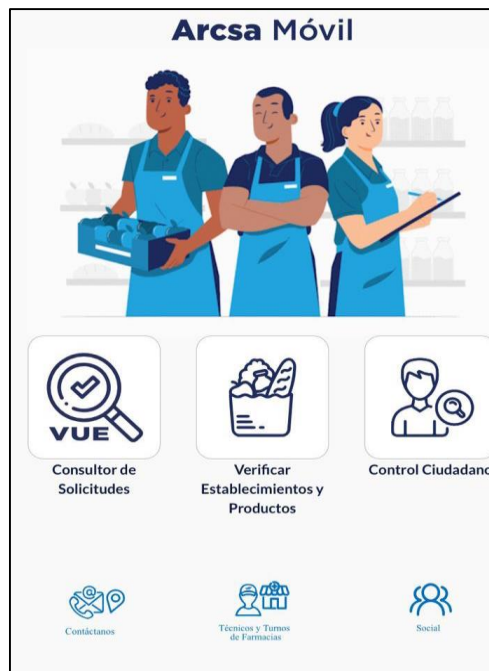 Arcsa Móvil
VUE
Consultor de
Solicitudes
Verificar
Establecimientos y
Productos
Control Ciudadano
Contáctanos
Técnicos y Turnos
de Farmacias
Social